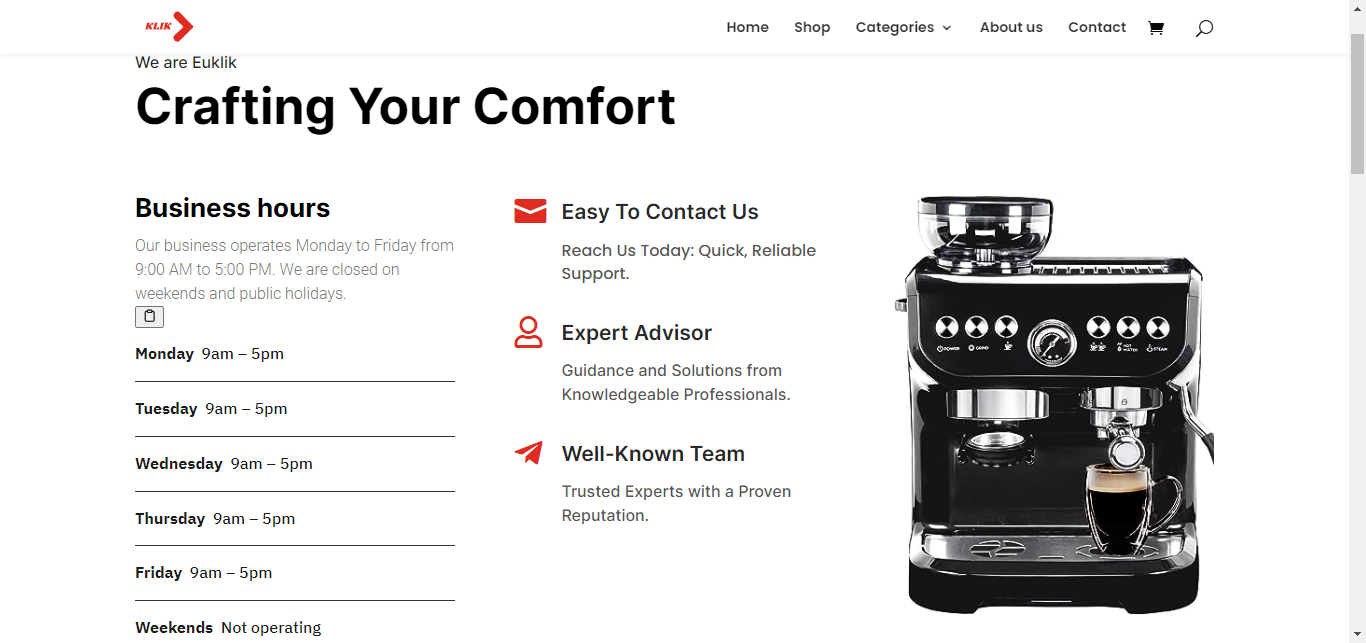 KLIK
Home Shop Categories About us Contact
We are Euklik
Crafting Your Comfort
Business hours
Our business operates Monday to Friday from
9:00 AM to 5:00 PM. We are closed on
weekends and public holidays.
Monday 9am – 5pm
Tuesday 9am – 5pm
Wednesday 9am – 5pm
Thursday 9am – 5pm
Friday 9am – 5pm
Weekends Not operating
Easy To Contact Us
Reach Us Today: Quick, Reliable
Support.
Expert Advisor
Guidance and Solutions from
Knowledgeable Professionals.
Well-Known Team
Trusted Experts with a Proven
Reputation.
POWER GRIND
HOT
WATER STEAM